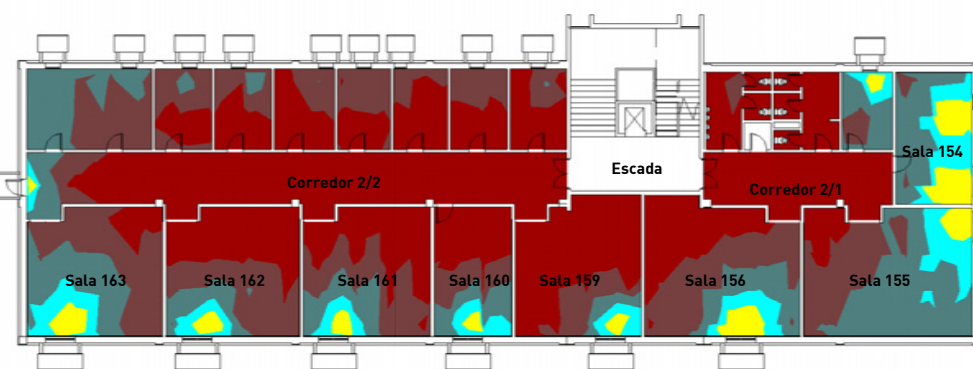 Escada
Sala 154
Corredor 2/2
Corredor 2/1
Sala 163
Sala 162
Sala 161
Sala 160
Sala 159
Sala 156
Sala 155